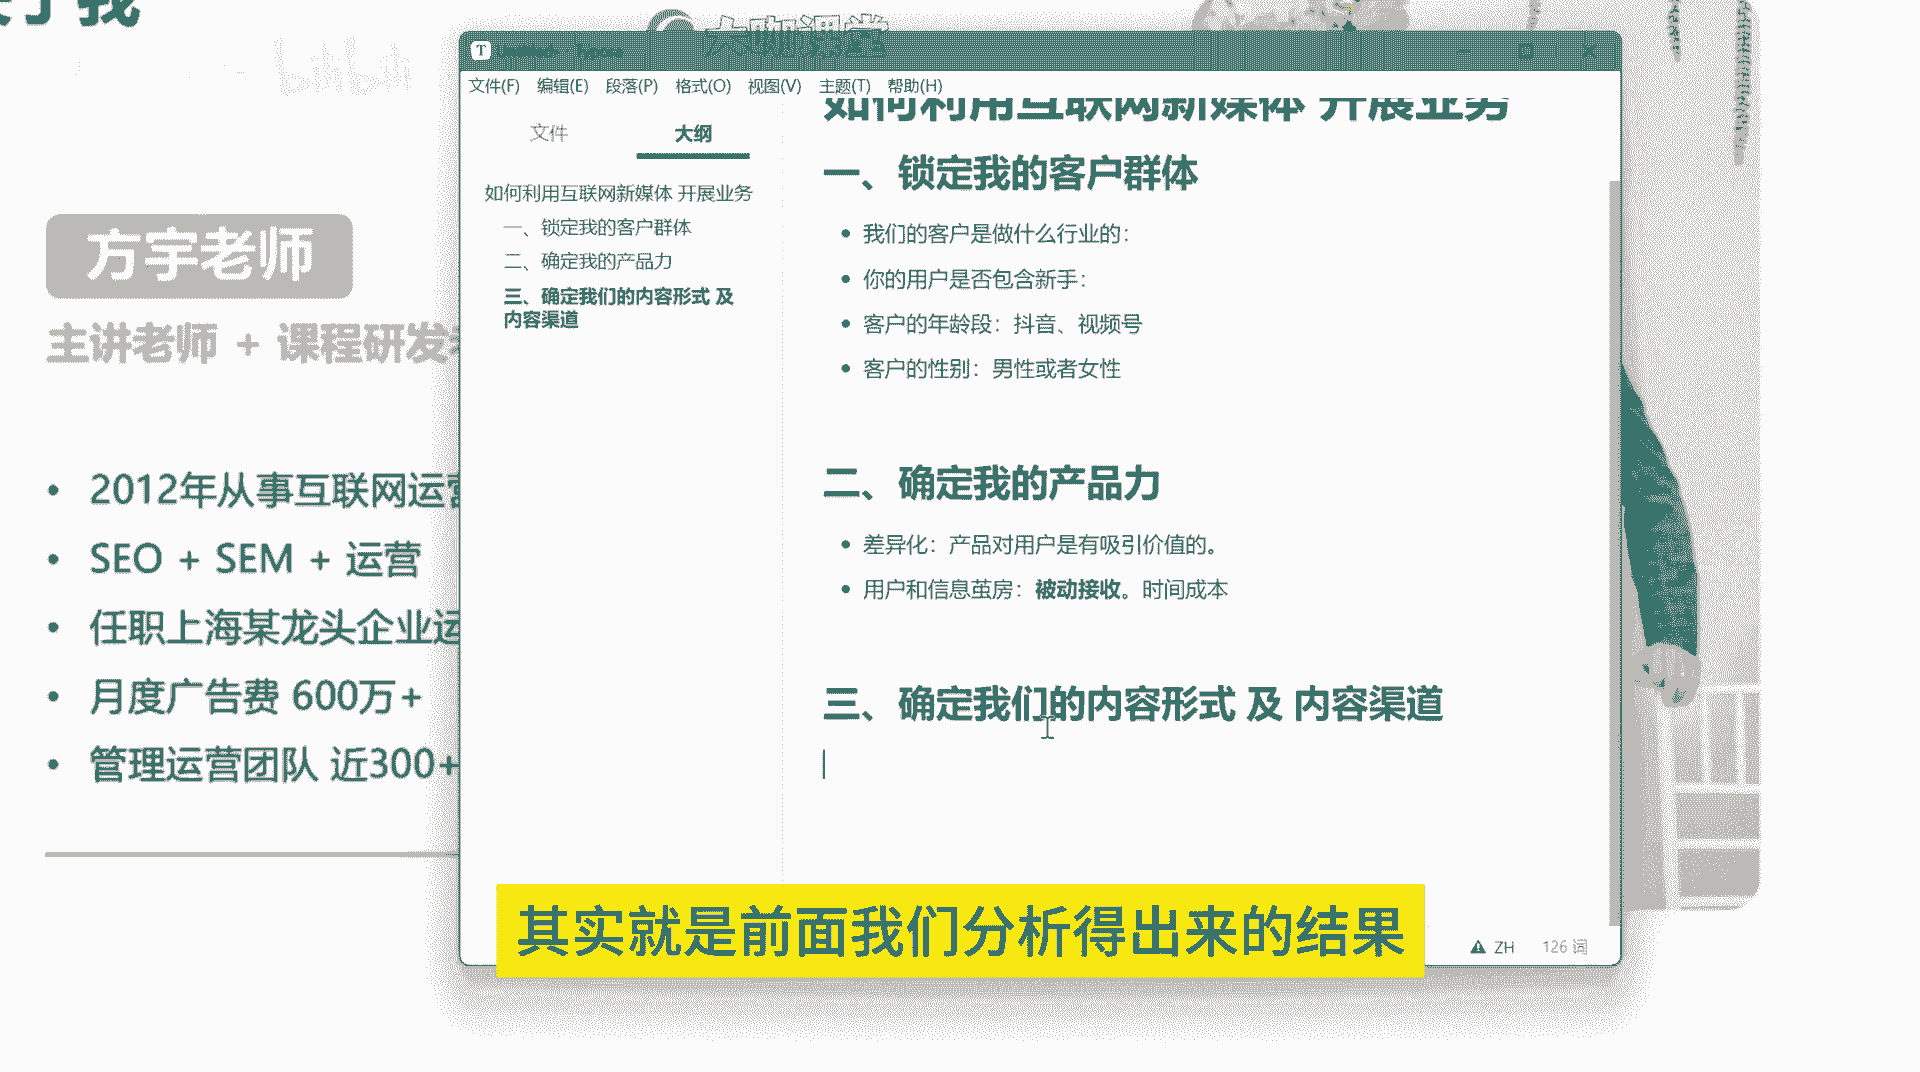 大咖课堂
方宇老师
主讲老师 + 课程研发
2012年从事互联网运营
SEO + SEM + 运营
任职上海某龙头企业运
月度广告费 600万+
管理运营团队 近300+
文件(F) 编辑(E) 段落(P) 格式(O) 视图(V) 主题(T) 帮助(H)
文件 大纲
如何利用互联网新媒体 开展业务
一、锁定我的客户群体
二、确定我的产品力
三、确定我们的内容形式 及
内容渠道
如何利用互联网新媒体 开展业务
一、锁定我的客户群体
我们的客户是做什么行业的：
你的用户是否包含新手：
客户的年龄段：抖音、视频号
客户的性别：男性或者女性
二、确定我的产品力
差异化：产品对用户是有吸引价值的。
用户和信息茧房：被动接收。时间成本
三、确定我们的内容形式 及 内容渠道
ZH 126 词
其实就是前面我们分析得出来的结果